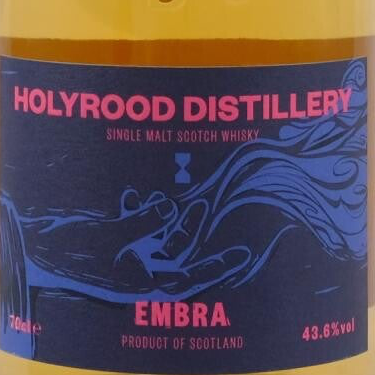 HOLYROOD DISTILLERY
SINGLE MALT SCOTCH WHISKY
EMBRA
70cl e 43.6%vol
PRODUCT OF SCOTLAND